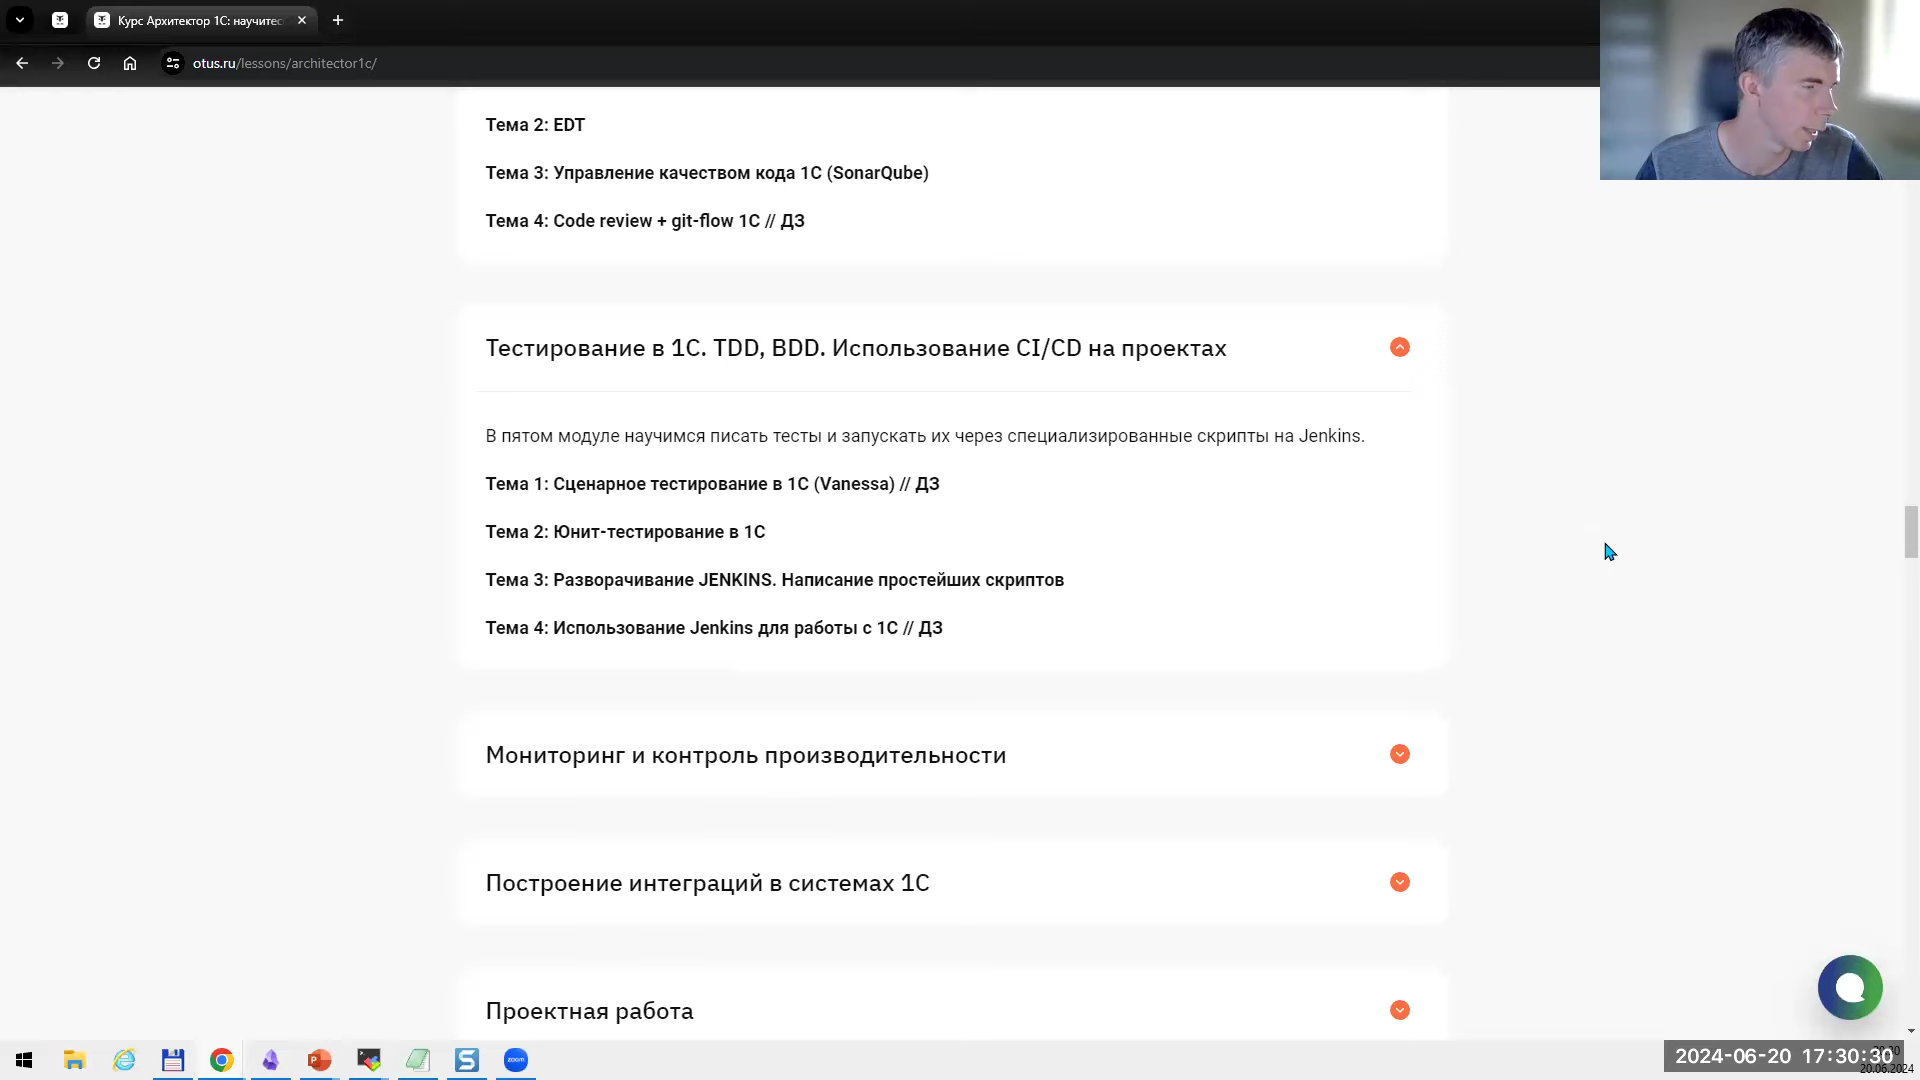 Курс Архитектор 1С: научитес
otus.ru/lessons/architector1c/
Тема 2: EDT
Тема 3: Управление качеством кода 1С (SonarQube)
Тема 4: Code review + git-flow 1С // ДЗ
Тестирование в 1С. TDD, BDD. Использование CI/CD на проектах
В пятом модуле научимся писать тесты и запускать их через специализированные скрипты на Jenkins.
Тема 1: Сценарное тестирование в 1С (Vanessa) // ДЗ
Тема 2: Юнит-тестирование в 1С
Тема 3: Разворачивание JENKINS. Написание простейших скриптов
Тема 4: Использование Jenkins для работы с 1С // ДЗ
Мониторинг и контроль производительности
Построение интеграций в системах 1С
Проектная работа
zoom
2024-06-20 17:30:30
20.06.2024